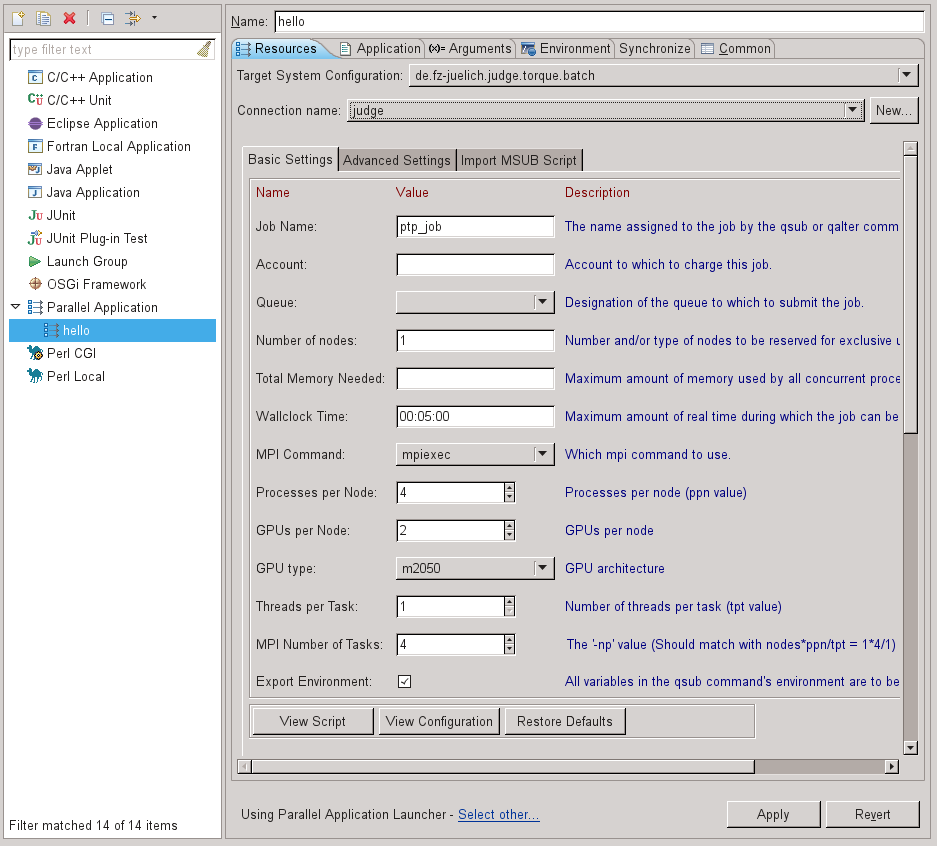 type filter text
C/C++ Application
C/C++ Unit
Eclipse Application
Fortran Local Application
Java Applet
Java Application
JUnit
JUnit Plug-in Test
Launch Group
OSGi Framework
Parallel Application
hello
Perl CGI
Perl Local
Filter matched 14 of 14 items
Name: hello
Resources Application (x)= Arguments Environment Synchronize Common
Target System Configuration: de.fz-juelich.judge.torque.batch
Connection name: judge New...
Basic Settings Advanced Settings Import MSUB Script
Name Value Description
Job Name: ptp_job The name assigned to the job by the qsub or qalter comm
Account: Account to which to charge this job.
Queue: Designation of the queue to which to submit the job.
Number of nodes: 1 Number and/or type of nodes to be reserved for exclusive u
Total Memory Needed: Maximum amount of memory used by all concurrent proce
Wallclock Time: 00:05:00 Maximum amount of real time during which the job can be
MPI Command: mpiexec Which mpi command to use.
Processes per Node: 4 Processes per node (ppn value)
GPUs per Node: 2 GPUs per node
GPU type: m2050 GPU architecture
Threads per Task: 1 Number of threads per task (tpt value)
MPI Number of Tasks: 4 The '-np' value (Should match with nodes*ppn/tpt = 1*4/1)
Export Environment: All variables in the qsub command's environment are to be
View Script View Configuration Restore Defaults
Using Parallel Application Launcher - Select other...
Apply Revert